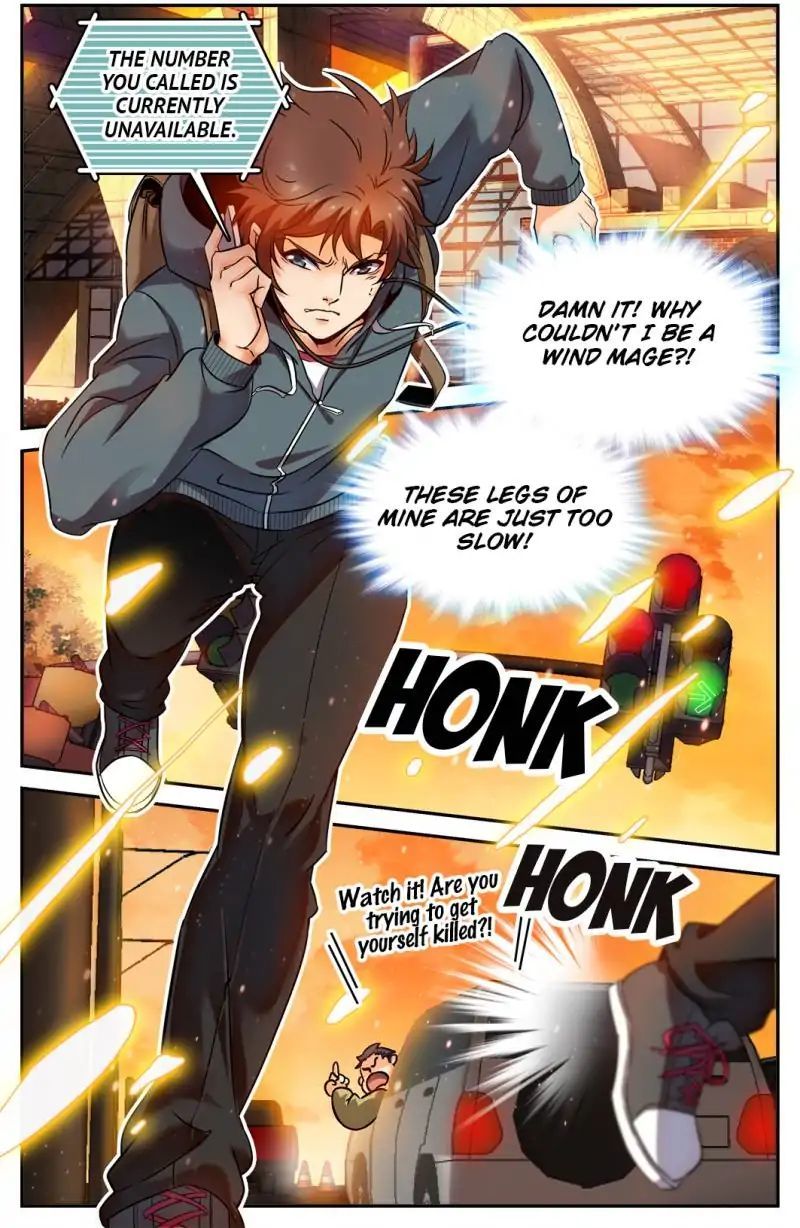 THE NUMBER
YOU CALLED IS
CURRENTLY
UNAVAILABLE.
DAMN IT! WHY
COULDN'T I BE A
WIND MAGE?!
THESE LEGS OF
MINE ARE JUST TOO
SLOW!
HONK
HONK
Watch it! Are you
trying to get
yourself killed?!